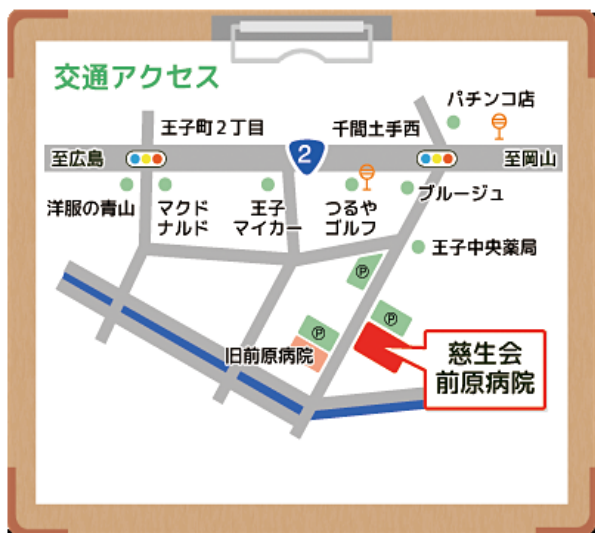 交通アクセス
パチンコ店
王子町2丁目
千間土手西
至広島
2
至岡山
洋服の青山
マクド
ナルド
王子
マイカー
つるや
ゴルフ
ブルージュ
王子中央薬局
P
P
P
旧前原病院
慈生会
前原病院